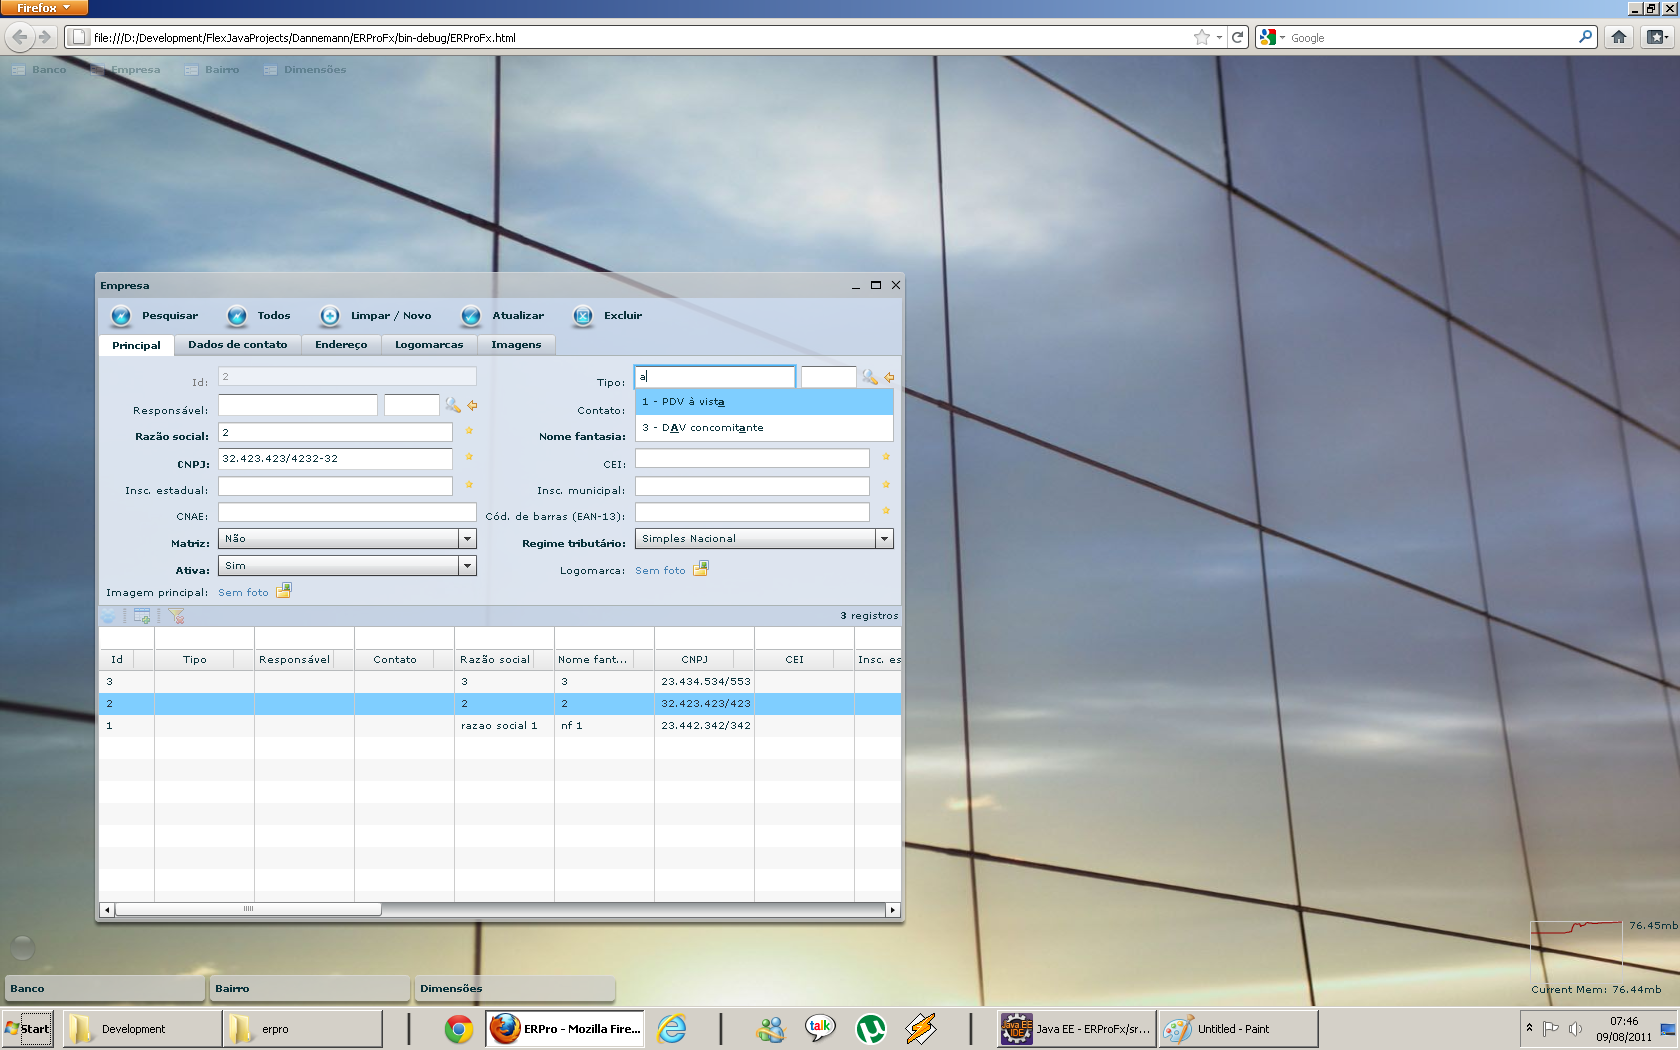 Firefox
file:///D:/Development/FlexJavaProjects/Dannemann/ERProFx/bin-debug/ERProFx.html
Google
Banco Empresa Bairro Dimensões
Empresa
Pesquisar Todos Limpar / Novo Atualizar Excluir
Principal Dados de contato Endereço Logomarcas Imagens
Id: 2 Tipo: a
1 - PDV à vista
3 - DAV concomitante
Responsável: Contato:
Razão social: 2 Nome fantasia:
CNPJ: 32.423.423/4232-32 CEI:
Insc. estadual: Insc. municipal:
CNAE: Cód. de barras (EAN-13):
Matriz: Não Regime tributário: Simples Nacional
Ativa: Sim Logomarca: Sem foto
Imagem principal: Sem foto
3 registros
Id Tipo Responsável Contato Razão social Nome fant... CNPJ CEI Insc. es
3 3 3 23.434.534/553
2 2 2 32.423.423/423
1 razao social 1 nf 1 23.442.342/342
76.45mb
Current Mem: 76.44mb
Banco Bairro Dimensões
Start Development erpro ERPro - Mozilla Fire... talk Java EE IDE Java EE - ERProFx/sr... Untitled - Paint 07:46
09/08/2011